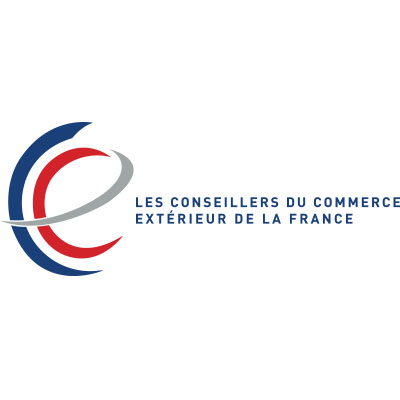 LES CONSEILLERS DU COMMERCE
EXTÉRIEUR DE LA FRANCE